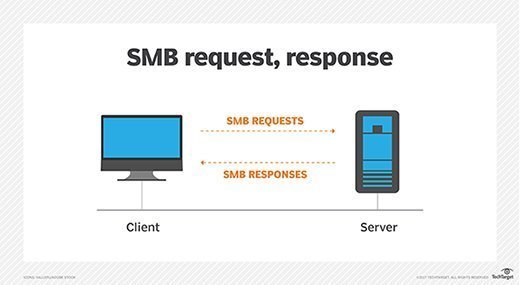 SMB request, response
SMB REQUESTS
SMB RESPONSES
Client
Server
ICONS: VALLEPU/ADOBE STOCK
©2017 TECHTARGET. ALL RIGHTS RESERVED
TechTarget